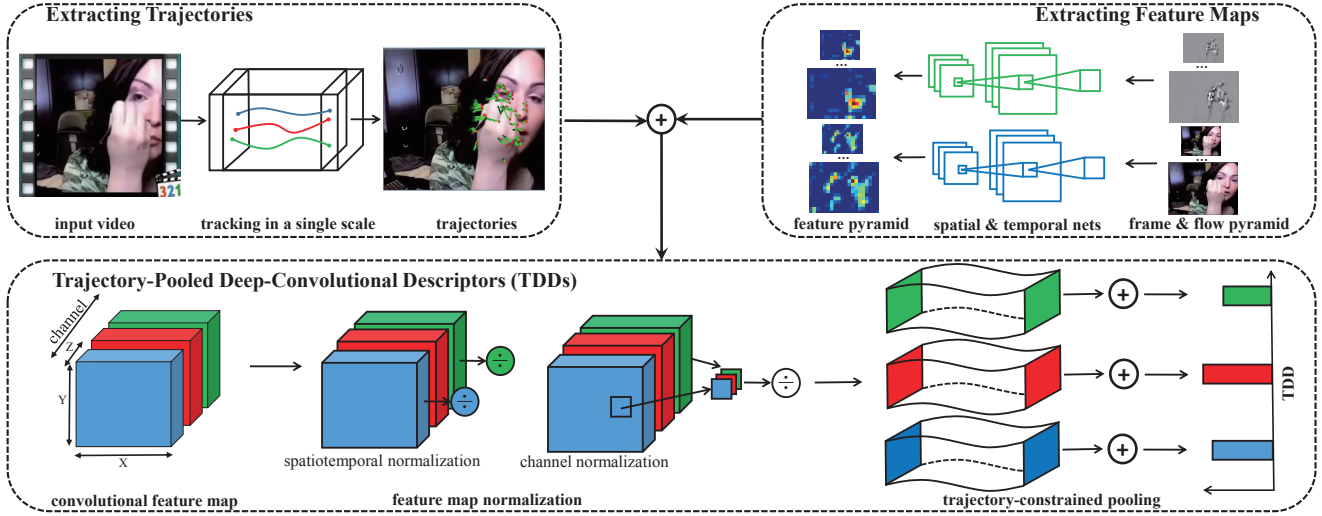 Extracting Trajectories
321
input video
tracking in a single scale
trajectories
Extracting Feature Maps
...
...
...
...
feature pyramid
spatial & temporal nets
frame & flow pyramid
+
Trajectory-Pooled Deep-Convolutional Descriptors (TDDs)
channel
Z
Y
X
convolutional feature map
÷
÷
spatiotemporal normalization
÷
channel normalization
feature map normalization
+
+
+
trajectory-constrained pooling
TDD